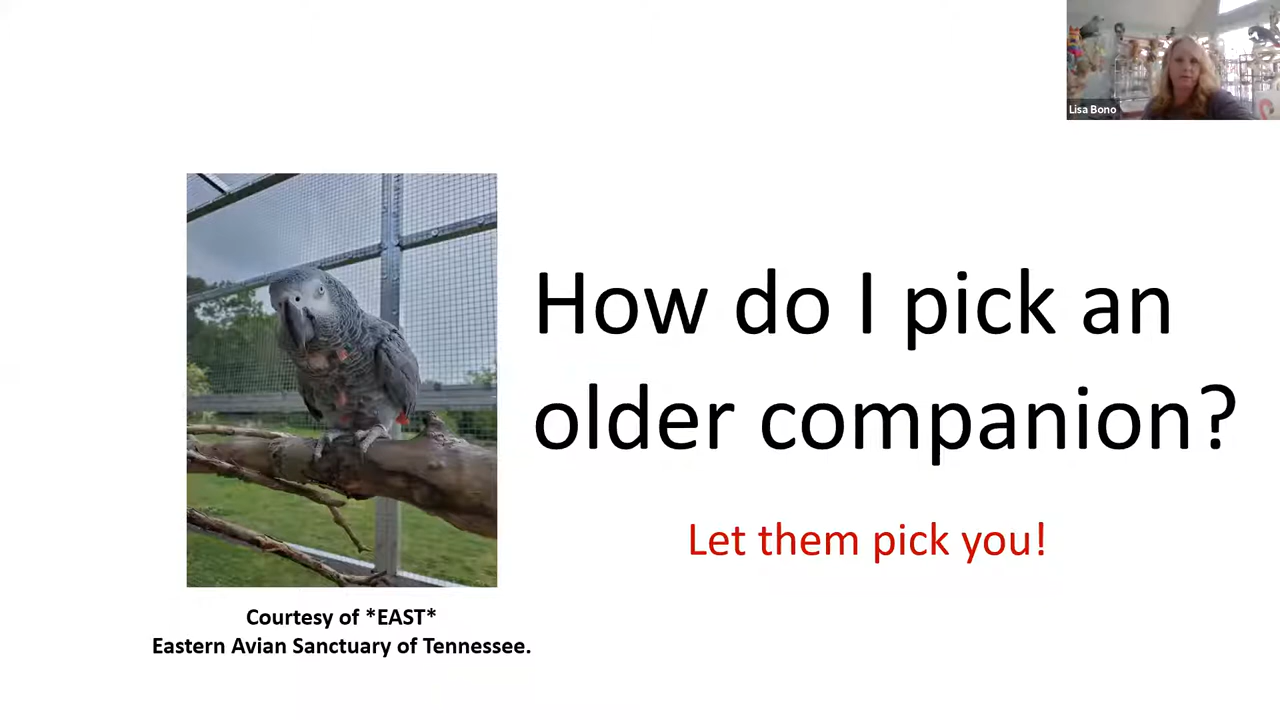 Lisa Bono
How do I pick an
older companion?
Let them pick you!
Courtesy of *EAST*
Eastern Avian Sanctuary of Tennessee.